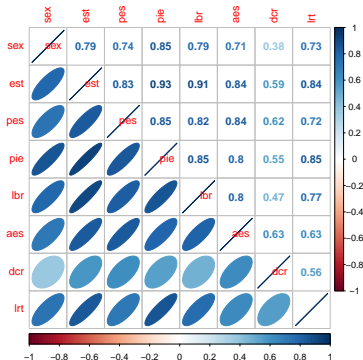 sex est pes pie lbr aes dcr lrt
sex sex 0.79 0.74 0.85 0.79 0.71 0.38 0.73
est est 0.83 0.93 0.91 0.84 0.59 0.84
pes pes 0.85 0.82 0.84 0.62 0.72
pie pie 0.85 0.8 0.55 0.85
lbr lbr 0.8 0.47 0.77
aes aes 0.63 0.63
dcr dcr 0.56
lrt
1
0.8
0.6
0.4
0.2
0
−0.2
−0.4
−0.6
−0.8
−1
−1 −0.8 −0.6 −0.4 −0.2 0 0.2 0.4 0.6 0.8 1